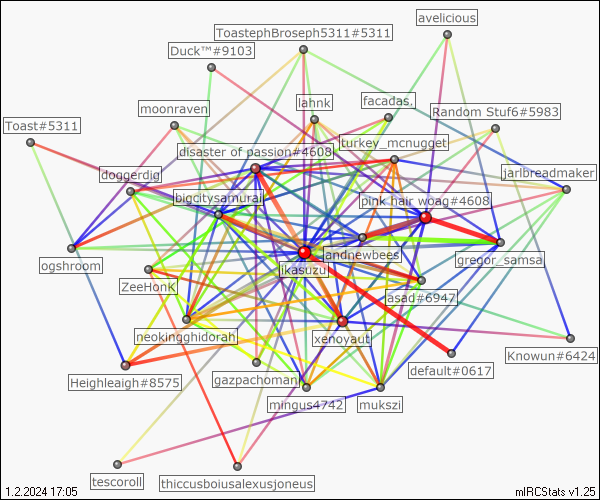 avelicious
ToastephBroseph5311#5311
Duck™#9103
lahnk
facadas.
moonraven
Random Stuf6#5983
Toast#5311
turkey_mcnugget
disaster of passion#4608
doggerdig
jarlbreadmaker
bigcitysamurai
pink hair woag#4608
andnewbees
gregor_samsa
ogshroom
jkasuzu
ZeeHonK
asad#6947
neokingghidorah
xenoyaut
Knowun#6424
default#0617
Heighleaigh#8575
gazpachoman
mingus4742
mukszi
tescoroll
thiccusboiusalexusjoneus
1.2.2024 17:05
mIRCStats v1.25